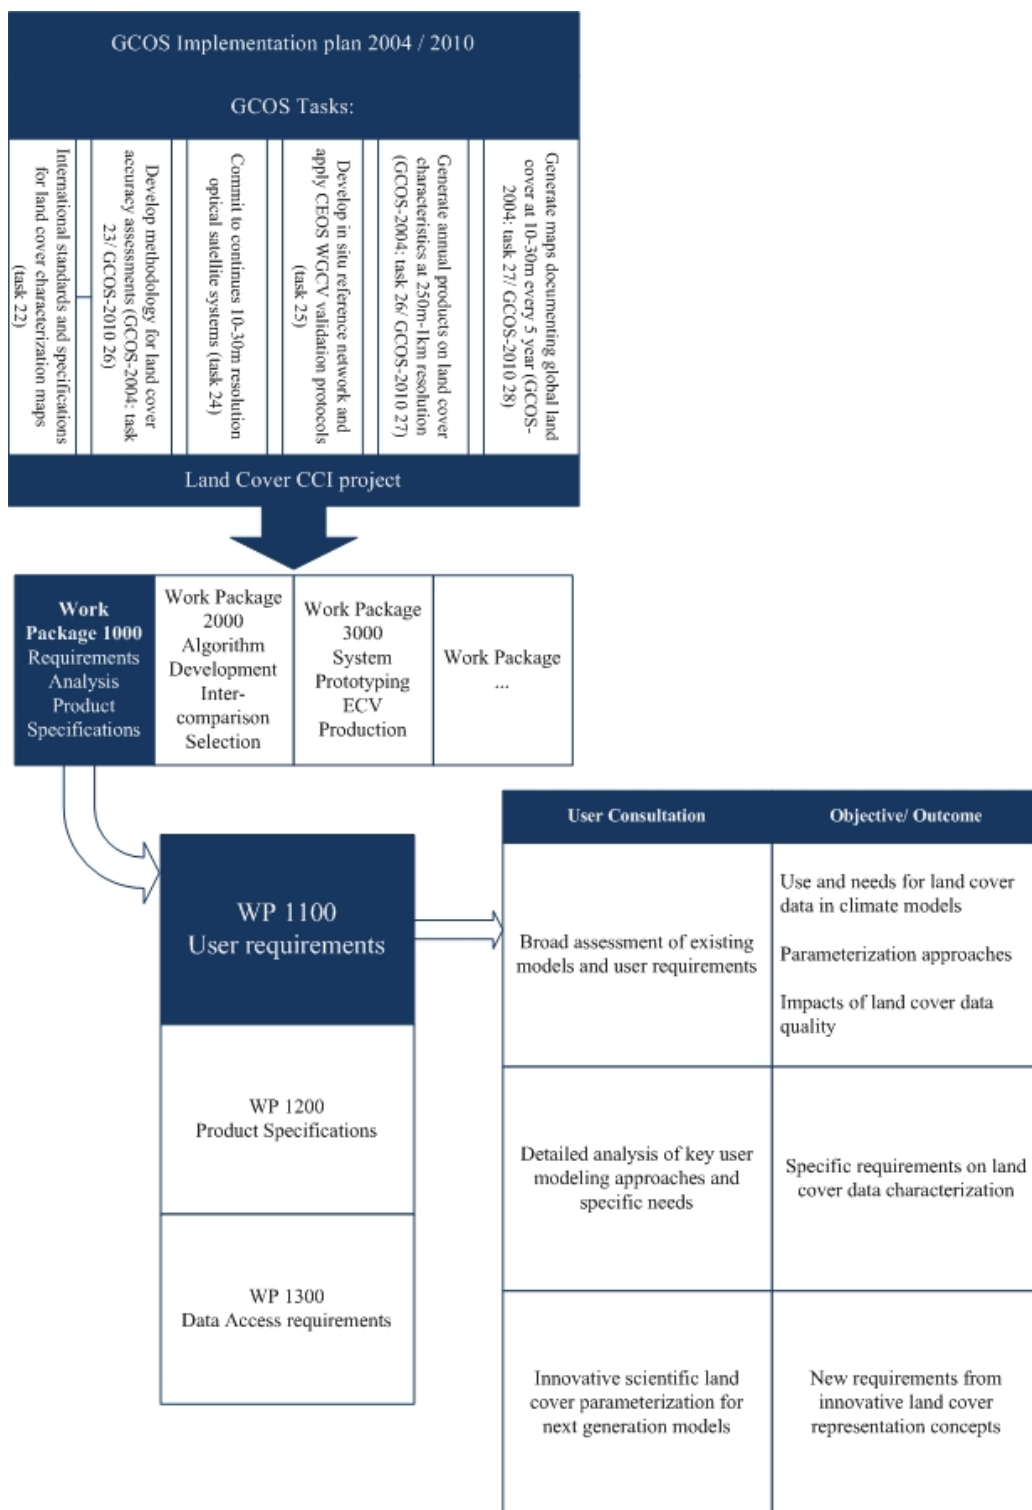 GCOS Implementation plan 2004 / 2010
GCOS Tasks:
International standards and specifications
for land cover characterization maps
(task 22)
Develop methodology for land cover
accuracy assessments (GCOS-2004: task
23/ GCOS-2010 26)
Commit to continues 10-30m resolution
optical satellite systems (task 24)
Develop in situ reference network and
apply CEOS WGCV validation protocols
(task 25)
Generate annual products on land cover
characteristics at 250m-1km resolution
(GCOS-2004: task 26/ GCOS-2010 27)
Generate maps documenting global land
cover at 10-30m every 5 year (GCOS-
2004: task 27/ GCOS-2010 28)
Land Cover CCI project
Work
Package 1000
Requirements
Analysis
Product
Specifications
Work Package
2000
Algorithm
Development
Inter-
comparison
Selection
Work Package
3000
System
Prototyping
ECV
Production
Work Package
...
WP 1100
User requirements
WP 1200
Product Specifications
WP 1300
Data Access requirements
User Consultation
Objective/ Outcome
Broad assessment of existing
models and user requirements
Use and needs for land cover
data in climate models
Parameterization approaches
Impacts of land cover data
quality
Detailed analysis of key user
modeling approaches and
specific needs
Specific requirements on land
cover data characterization
Innovative scientific land
cover parameterization for
next generation models
New requirements from
innovative land cover
representation concepts